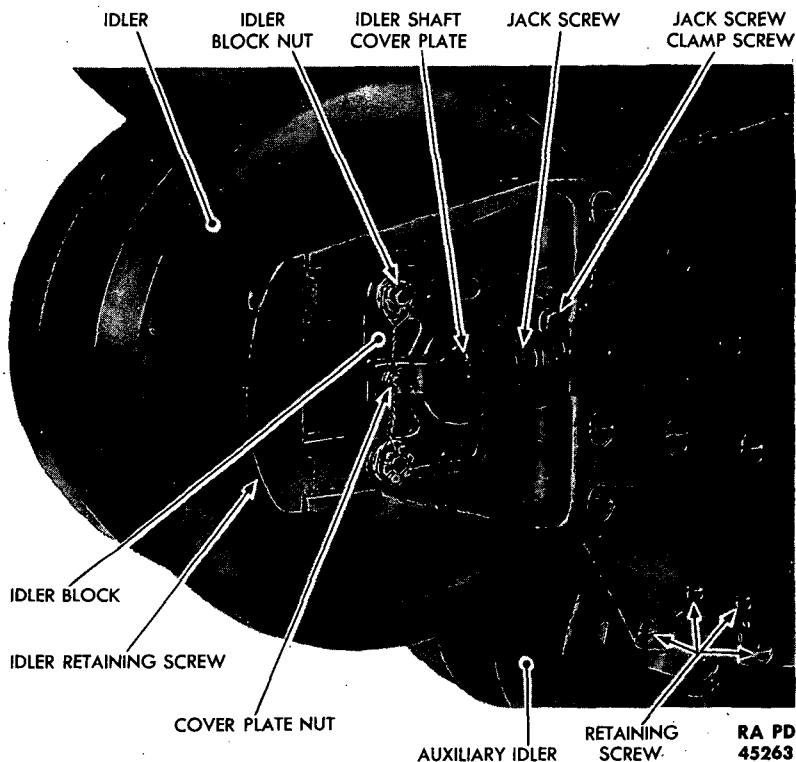 IDLER
IDLER
BLOCK NUT
IDLER SHAFT
COVER PLATE
JACK SCREW
JACK SCREW
CLAMP SCREW
IDLER BLOCK
IDLER RETAINING SCREW
COVER PLATE NUT
AUXILIARY IDLER
RETAINING
SCREW
RA PD
45263